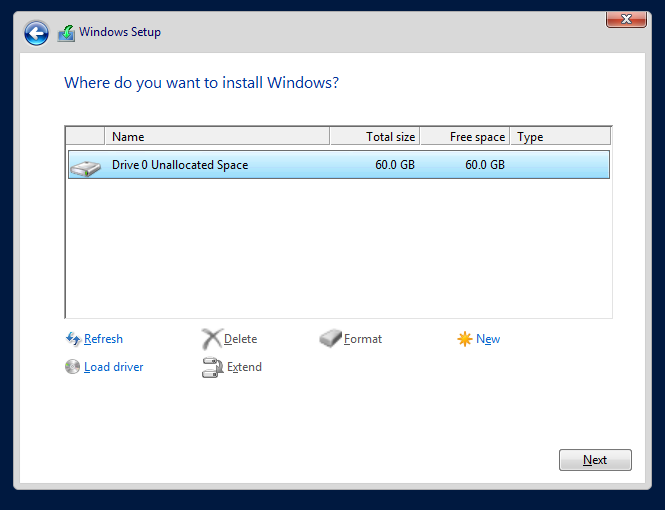 Windows Setup
Where do you want to install Windows?
Name Total size Free space Type
Drive 0 Unallocated Space 60.0 GB 60.0 GB
Refresh Delete Format New
Load driver Extend
Next